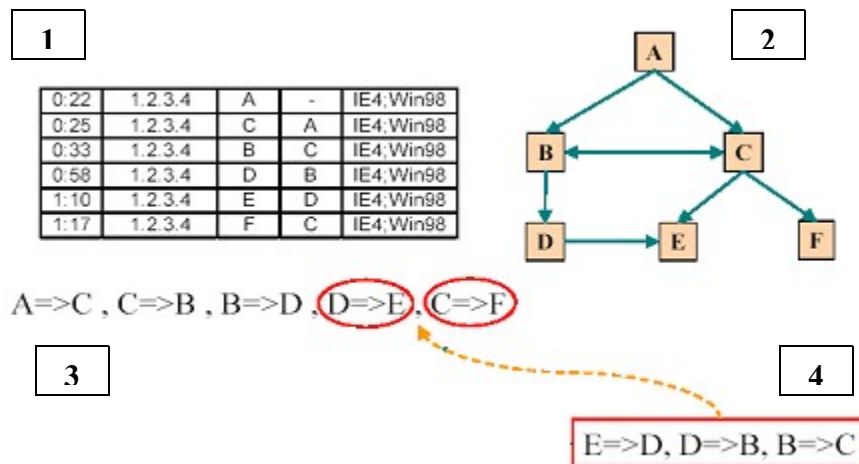 1
2
0:22 1.2.3.4 A - IE4;Win98
0:25 1.2.3.4 C A IE4;Win98
0:33 1.2.3.4 B C IE4;Win98
0:58 1.2.3.4 D B IE4;Win98
1:10 1.2.3.4 E D IE4;Win98
1:17 1.2.3.4 F C IE4;Win98
A
B C
D E F
A=>C , C=>B , B=>D , D=>E , C=>F
3
4
E=>D, D=>B, B=>C